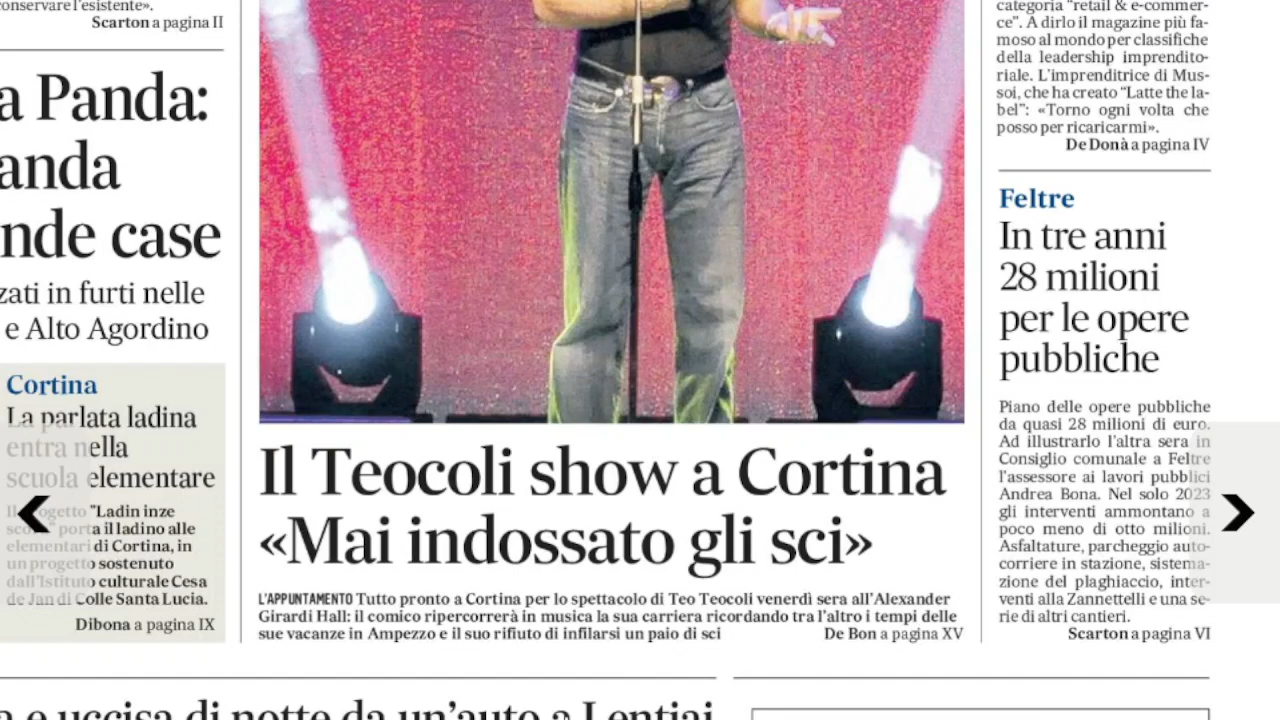 conservare l'esistente».
Scarton a pagina II
a Panda:
anda
nde case
zati in furti nelle
e Alto Agordino
Cortina
La parlata ladina
entra nella
scuola elementare
Il progetto "Ladin inze
scola" porta il ladino alle
elementari di Cortina, in
un progetto sostenuto
dall'Istituto culturale Cesa
de Jan di Colle Santa Lucia.
Dibona a pagina IX
Il Teocoli show a Cortina
«Mai indossato gli sci»
L'APPUNTAMENTO Tutto pronto a Cortina per lo spettacolo di Teo Teocoli venerdì sera all'Alexander
Girardi Hall: il comico ripercorrerà in musica la sua carriera ricordando tra l'altro i tempi delle
sue vacanze in Ampezzo e il suo rifiuto di infilarsi un paio di sci
De Bon a pagina XV
categoria "retail & e-commer-
ce". A dirlo il magazine più fa-
moso al mondo per classifiche
della leadership imprendito-
riale. L'imprenditrice di Mus-
soi, che ha creato "Latte the la-
bel": «Torno ogni volta che
posso per ricaricarmi».
De Donà a pagina IV
Feltre
In tre anni
28 milioni
per le opere
pubbliche
Piano delle opere pubbliche
da quasi 28 milioni di euro.
Ad illustrarlo l'altra sera in
Consiglio comunale a Feltre
l'assessore ai lavori pubblici
Andrea Bona. Nel solo 2023
gli interventi ammontano a
poco meno di otto milioni.
Asfaltature, parcheggio auto-
corriere in stazione, sistema-
zione del plaghiaccio, inter-
venti alla Zannettelli e una se-
rie di altri cantieri.
Scarton a pagina VI
a e uccisa di notte da un'auto a Lentiai